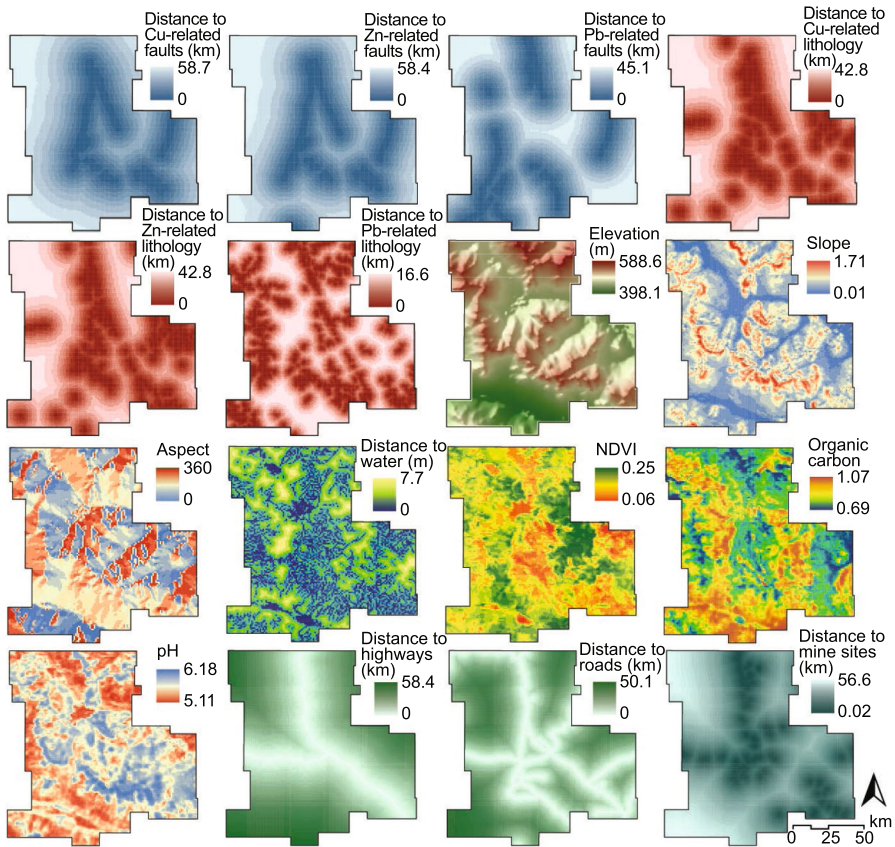 Distance to
Cu-related
faults (km)
58.7
0
Distance to
Zn-related
faults (km)
58.4
0
Distance to
Pb-related
faults (km)
45.1
0
Distance to
Cu-related
lithology
(km)
42.8
0
Distance to
Zn-related
lithology
(km)
42.8
0
Distance to
Pb-related
lithology
(km)
16.6
0
Elevation
(m)
588.6
398.1
Slope
1.71
0.01
Aspect
360
0
Distance to
water (m)
7.7
0
NDVI
0.25
0.06
Organic
carbon
1.07
0.69
pH
6.18
5.11
Distance to
highways
(km)
58.4
0
Distance to
roads (km)
50.1
0
Distance to
mine sites
(km)
56.6
0.02
km
0 25 50